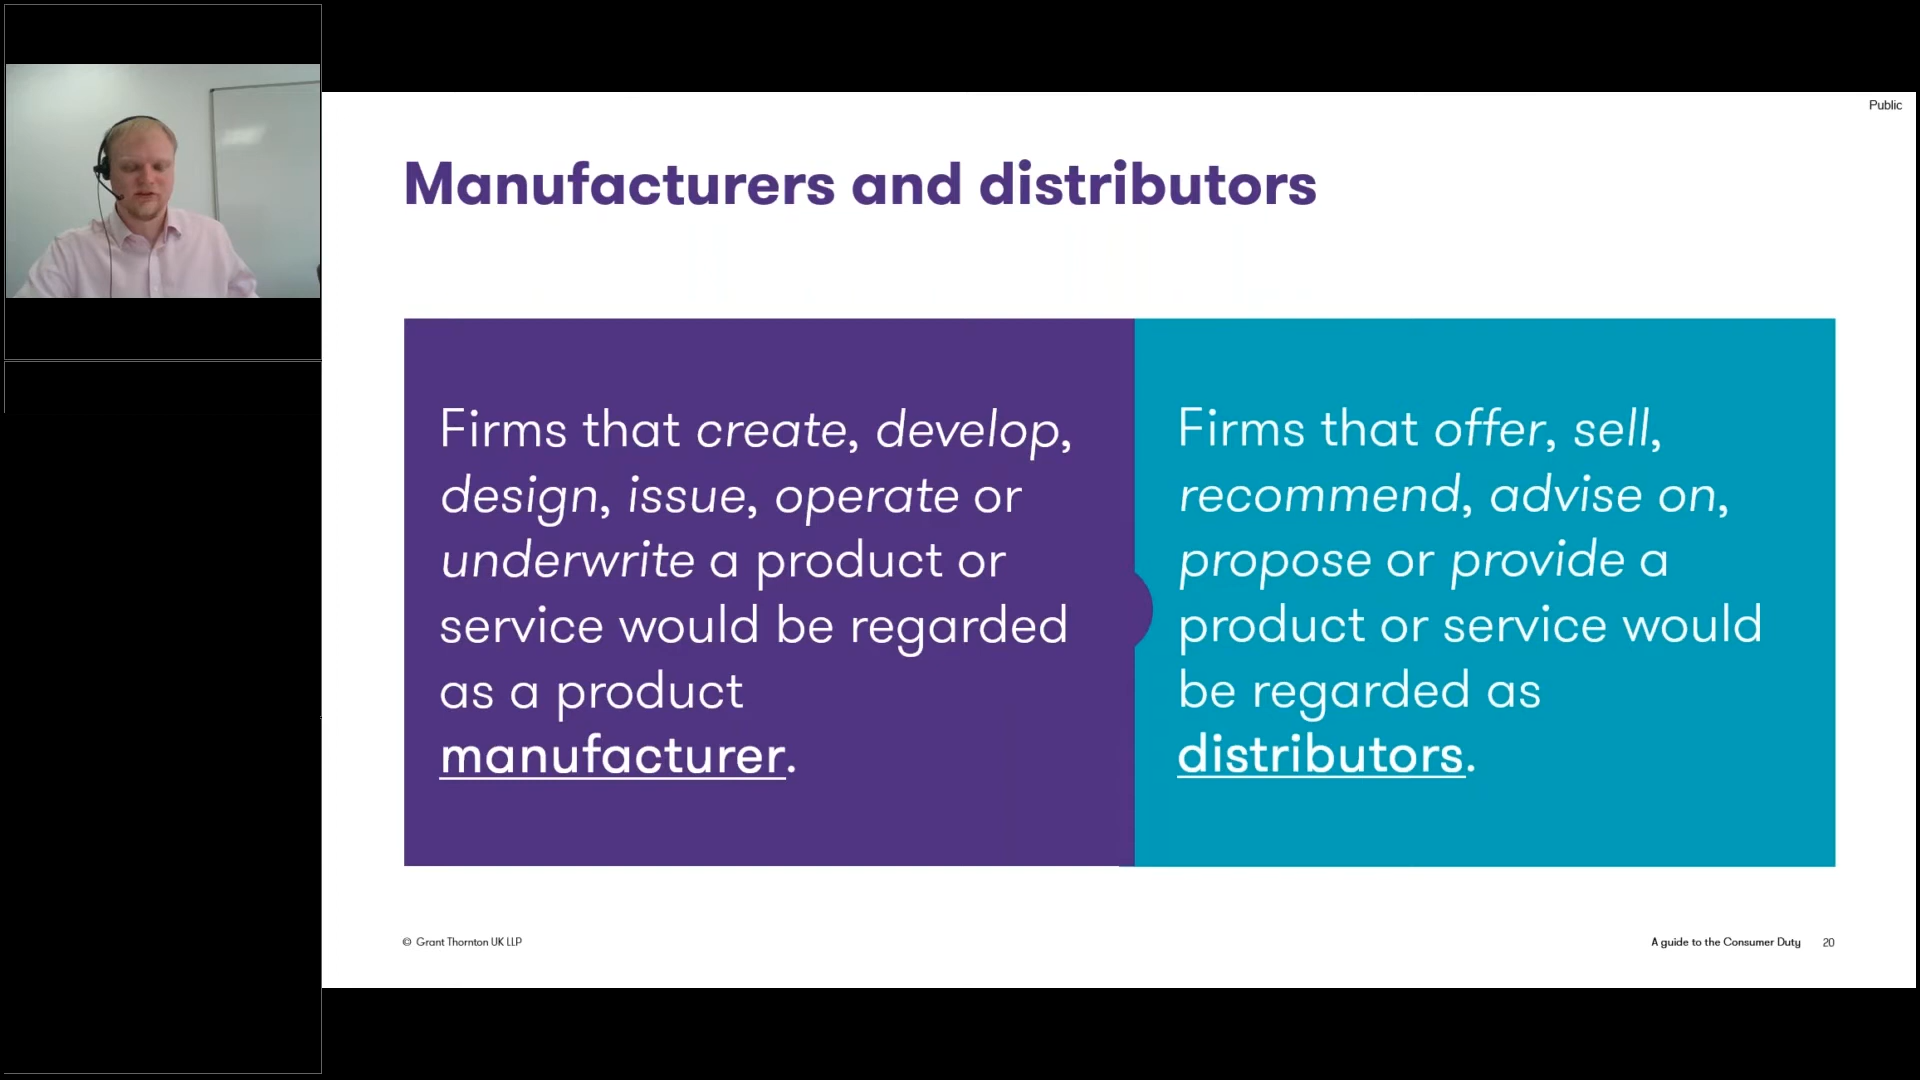 Public
Manufacturers and distributors
Firms that create, develop,
design, issue, operate or
underwrite a product or
service would be regarded
as a product
manufacturer.
Firms that offer, sell,
recommend, advise on,
propose or provide a
product or service would
be regarded as
distributors.
© Grant Thornton UK LLP
A guide to the Consumer Duty 20